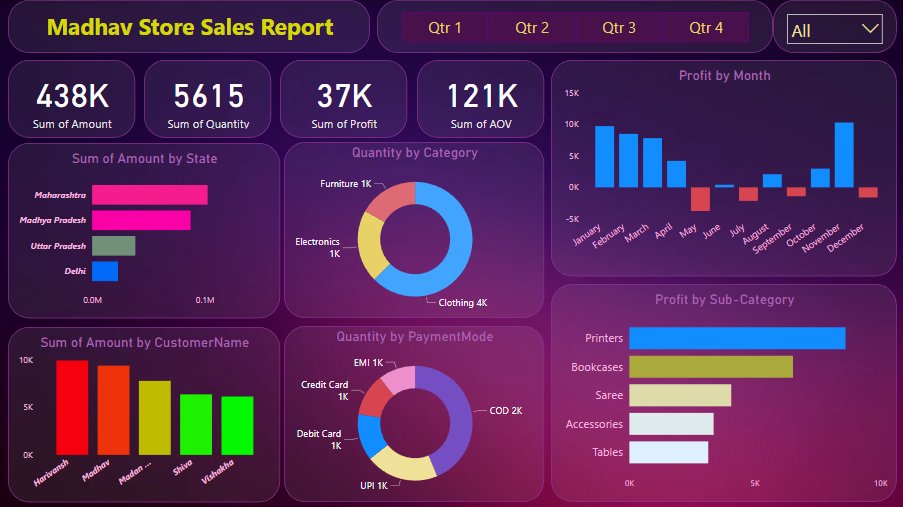 Madhav Store Sales Report
Qtr 1
Qtr 2
Qtr 3
Qtr 4
All
438K
Sum of Amount
5615
Sum of Quantity
37K
Sum of Profit
121K
Sum of AOV
Profit by Month
15K
10K
5K
0K
-5K
January
February
March
April
May
June
July
August
September
October
November
December
Sum of Amount by State
Maharashtra
Madhya Pradesh
Uttar Pradesh
Delhi
0.0M
0.1M
Quantity by Category
Furniture 1K
Electronics
1K
Clothing 4K
Profit by Sub-Category
Printers
Bookcases
Saree
Accessories
Tables
0K
5K
10K
Sum of Amount by CustomerName
10K
5K
0K
Harivansh
Madhav
Madan ...
Shiva
Vishakha
Quantity by PaymentMode
EMI 1K
Credit Card
1K
Debit Card
1K
UPI 1K
COD 2K